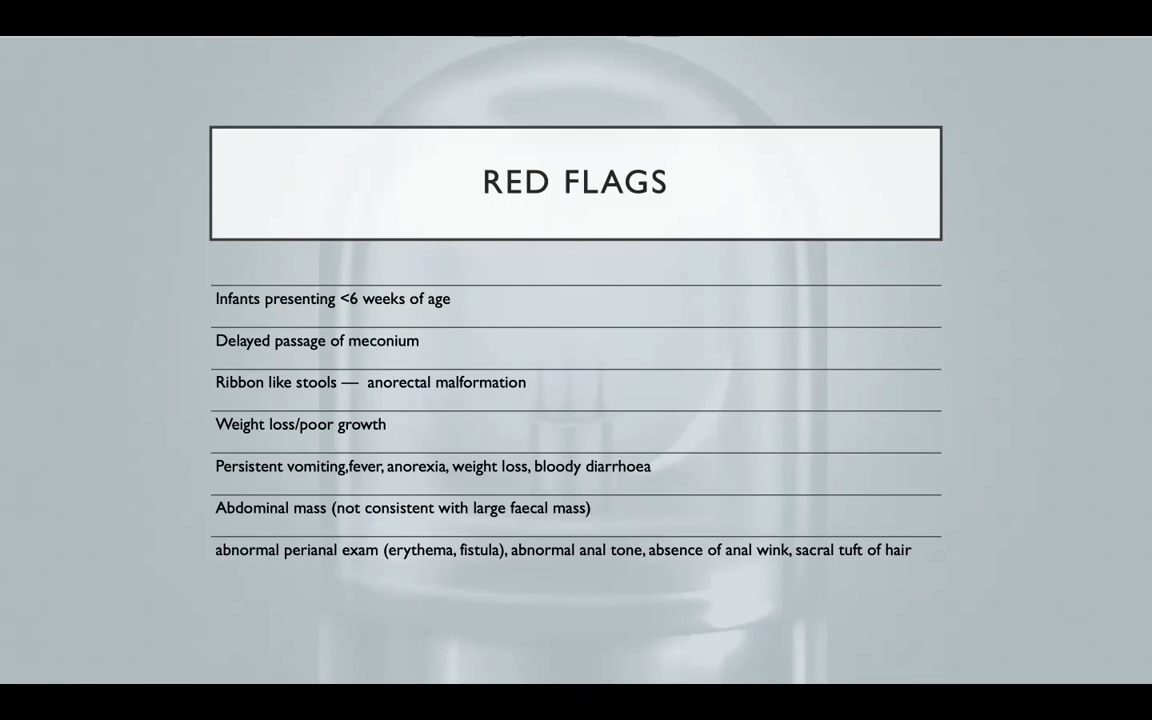 RED FLAGS
Infants presenting <6 weeks of age
Delayed passage of meconium
Ribbon like stools — anorectal malformation
Weight loss/poor growth
Persistent vomiting,fever, anorexia, weight loss, bloody diarrhoea
Abdominal mass (not consistent with large faecal mass)
abnormal perianal exam (erythema, fistula), abnormal anal tone, absence of anal wink, sacral tuft of hair